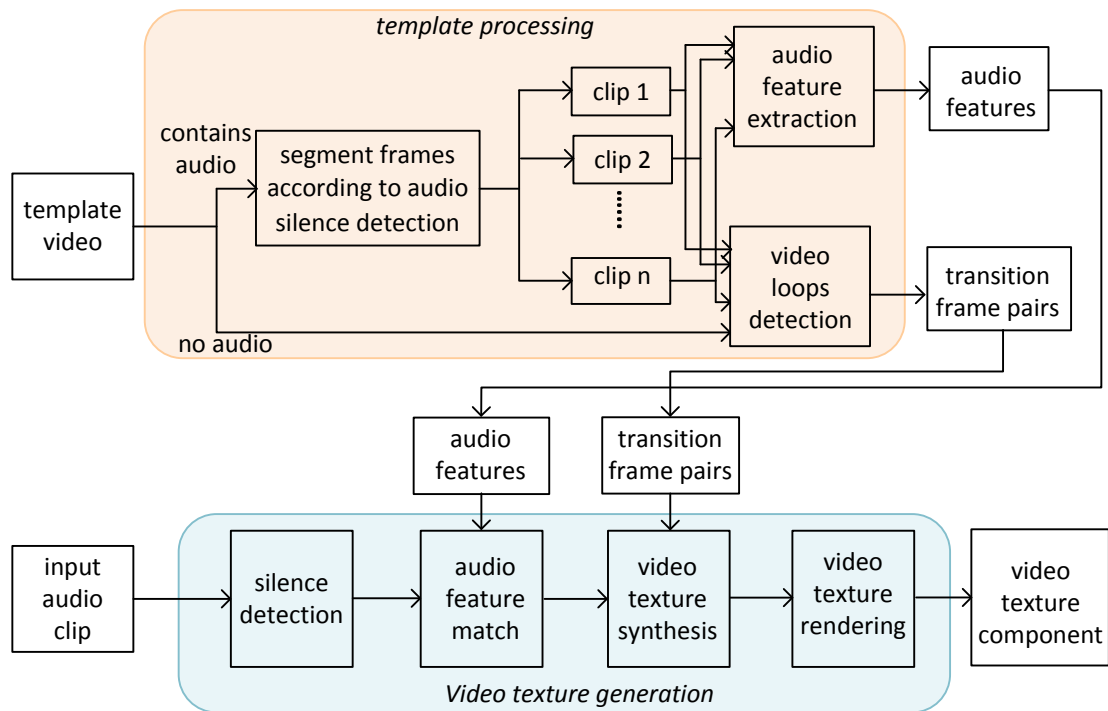 template processing
template
video
contains
audio
no audio
segment frames
according to audio
silence detection
clip 1
clip 2
clip n
audio
feature
extraction
video
loops
detection
audio
features
transition
frame pairs
audio
features
transition
frame pairs
input
audio
clip
silence
detection
audio
feature
match
video
texture
synthesis
video
texture
rendering
video
texture
component
Video texture generation